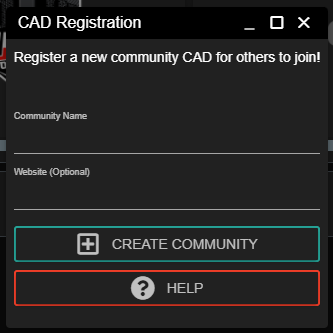 CAD Registration
Register a new community CAD for others to join!
Community Name
Website (Optional)
CREATE COMMUNITY
HELP